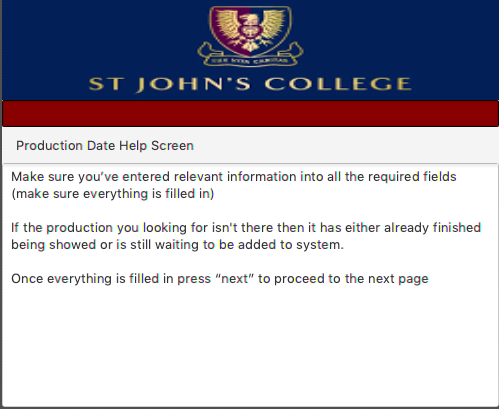 ST JOHN'S COLLEGE
Production Date Help Screen
Make sure you've entered relevant information into all the required fields
(make sure everything is filled in)
If the production you looking for isn't there then it has either already finished
being showed or is still waiting to be added to system.
Once everything is filled in press “next” to proceed to the next page